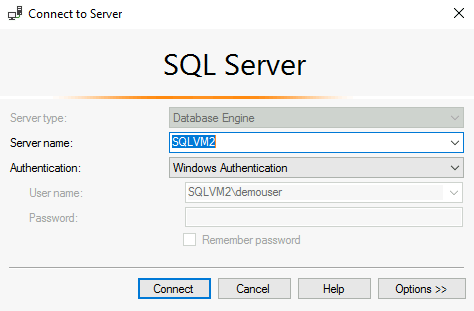 Connect to Server
SQL Server
Server type: Database Engine
Server name: SQLVM2
Authentication: Windows Authentication
User name: SQLVM2\demouser
Password:
Remember password
Connect Cancel Help Options >>